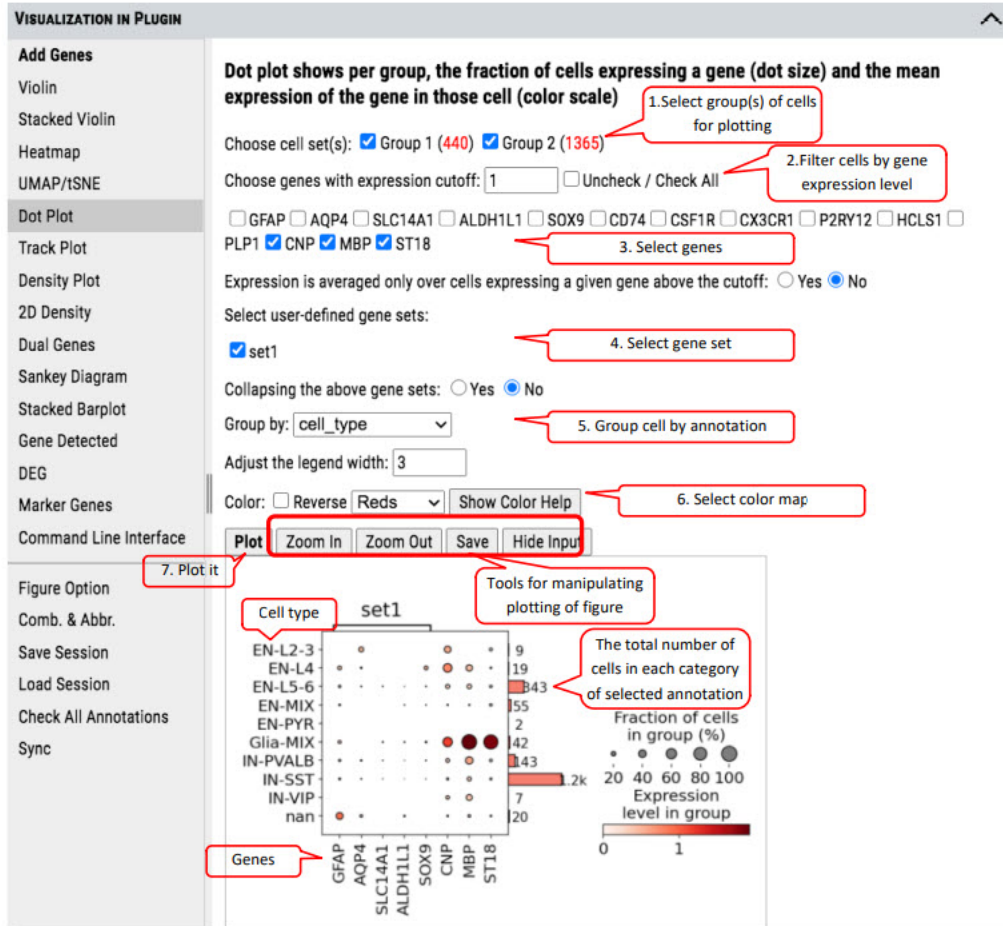 VISUALIZATION IN PLUGIN
Add Genes
Violin
Stacked Violin
Heatmap
UMAP/tSNE
Dot Plot
Track Plot
Density Plot
2D Density
Dual Genes
Sankey Diagram
Stacked Barplot
Gene Detected
DEG
Marker Genes
Command Line Interface
Figure Option
Comb. & Abbr.
Save Session
Load Session
Check All Annotations
Sync
Dot plot shows per group, the fraction of cells expressing a gene (dot size) and the mean
expression of the gene in those cell (color scale)
1.Select group(s) of cells
for plotting
Choose cell set(s): Group 1 (440) Group 2 (1365)
2.Filter cells by gene
expression level
Choose genes with expression cutoff: 1 Uncheck / Check All
GFAP AQP4 SLC14A1 ALDH1L1 SOX9 CD74 CSF1R CX3CR1 P2RY12 HCLS1
PLP1 CNP MBP ST18
3. Select genes
Expression is averaged only over cells expressing a given gene above the cutoff: Yes No
Select user-defined gene sets:
4. Select gene set
set1
Collapsing the above gene sets: Yes No
Group by: cell_type
5. Group cell by annotation
Adjust the legend width: 3
Color: Reverse Reds Show Color Help
6. Select color map
Plot Zoom In Zoom Out Save Hide Input
7. Plot it
Tools for manipulating
plotting of figure
Cell type
set1
The total number of
cells in each category
of selected annotation
EN-L2-3 9
EN-L4 19
EN-L5-6 343
EN-MIX 55
EN-PYR 2
Glia-MIX 42
IN-PVALB 143
IN-SST 1.2k
IN-VIP 7
nan 20
Fraction of cells
in group (%)
20 40 60 80 100
Expression
level in group
0 1
Genes
GFAP
AQP4
SLC14A1
ALDH1L1
SOX9
CNP
MBP
ST18